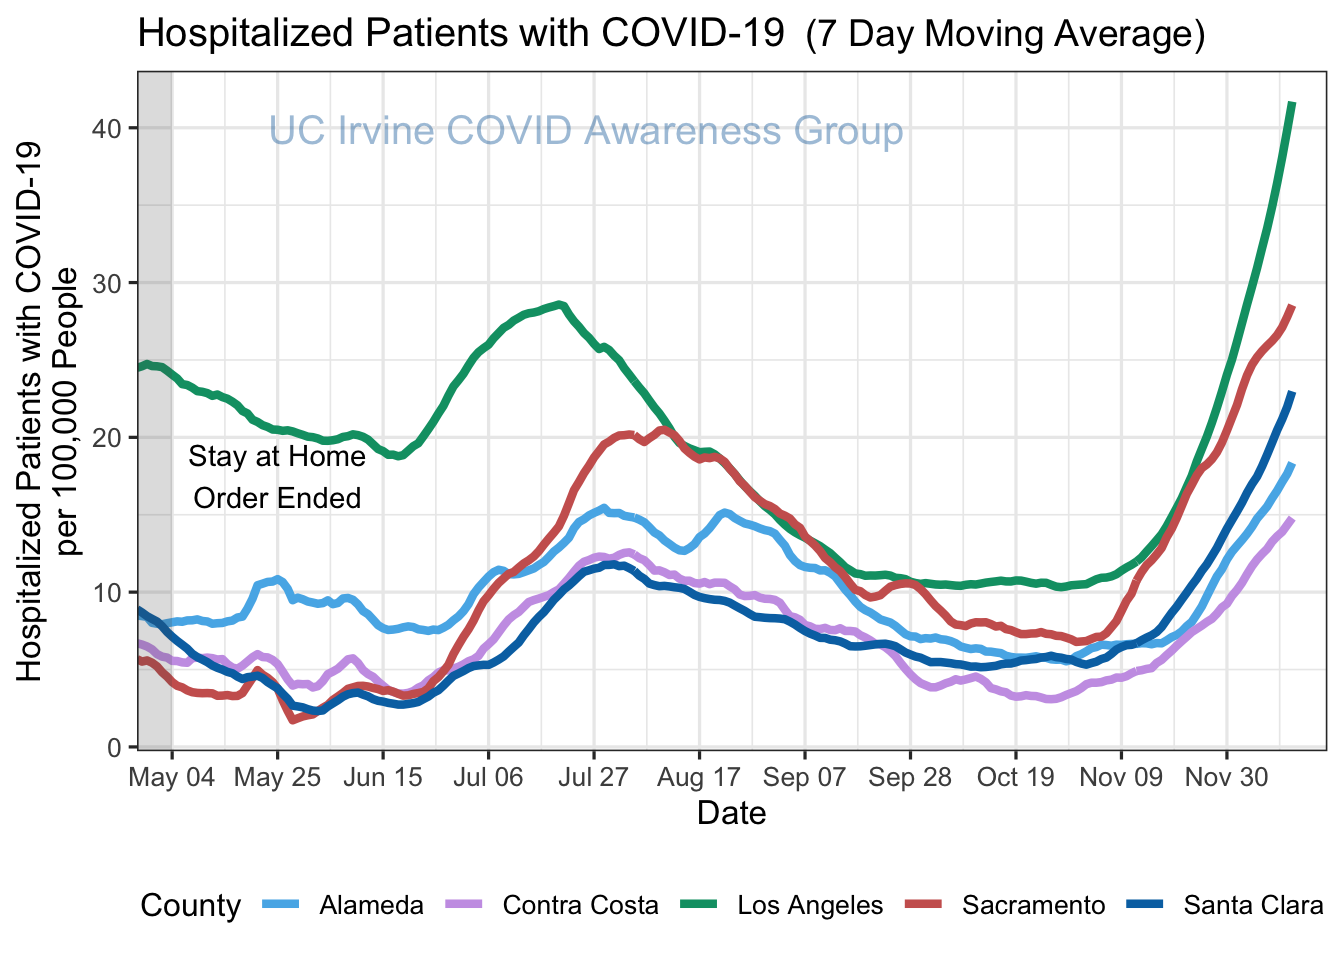 Hospitalized Patients with COVID-19 (7 Day Moving Average)
Hospitalized Patients with COVID-19
per 100,000 People
40
30
20
10
0
UC Irvine COVID Awareness Group
Stay at Home
Order Ended
May 04 May 25 Jun 15 Jul 06 Jul 27 Aug 17 Sep 07 Sep 28 Oct 19 Nov 09 Nov 30
Date
County Alameda Contra Costa Los Angeles Sacramento Santa Clara